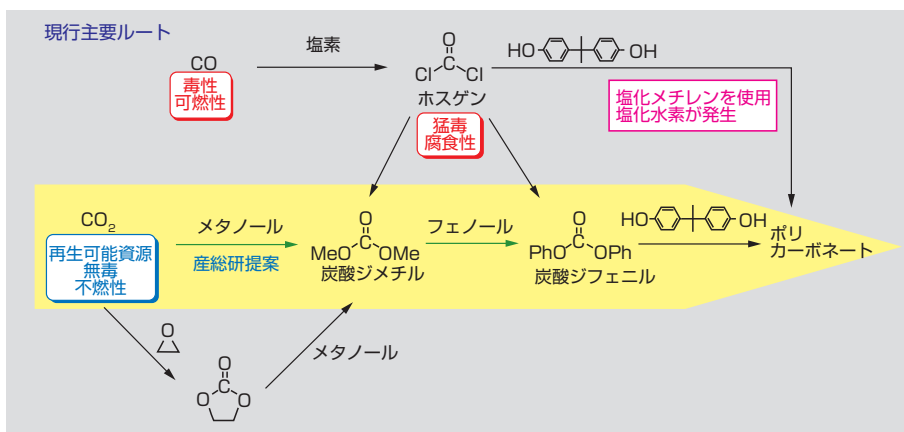 現行主要ルート
CO
毒性
可燃性
塩素
O
Cl C Cl
ホスゲン
猛毒
腐食性
HO OH
塩化メチレンを使用
塩化水素が発生
CO2
再生可能資源
無毒
不燃性
メタノール
産総研提案
O
MeO C OMe
炭酸ジメチル
フェノール
O
PhO C OPh
炭酸ジフェニル
HO OH
ポリ
カーボネート
O
O
C
O O
メタノール